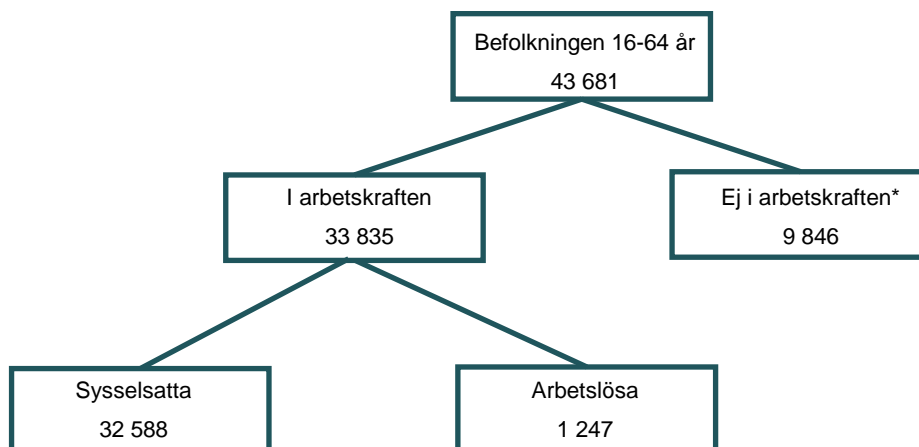 Befolkningen 16-64 år
43 681
I arbetskraften
33 835
Ej i arbetskraften*
9 846
Sysselsatta
32 588
Arbetslösa
1 247